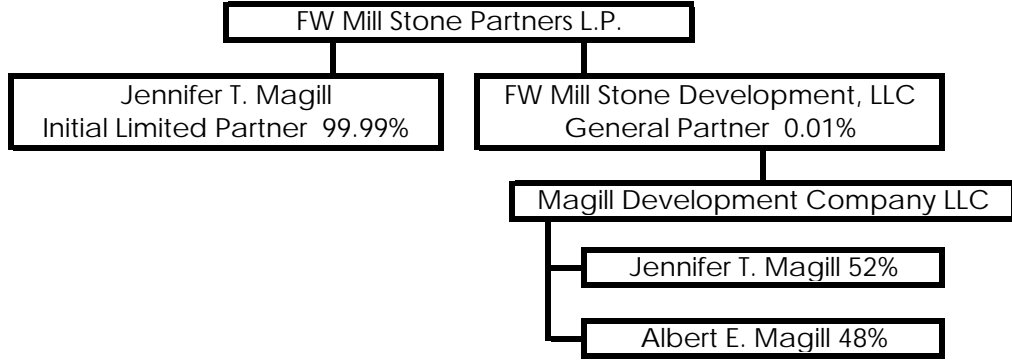 FW Mill Stone Partners L.P.
Jennifer T. Magill
Initial Limited Partner 99.99%
FW Mill Stone Development, LLC
General Partner 0.01%
Magill Development Company LLC
Jennifer T. Magill 52%
Albert E. Magill 48%